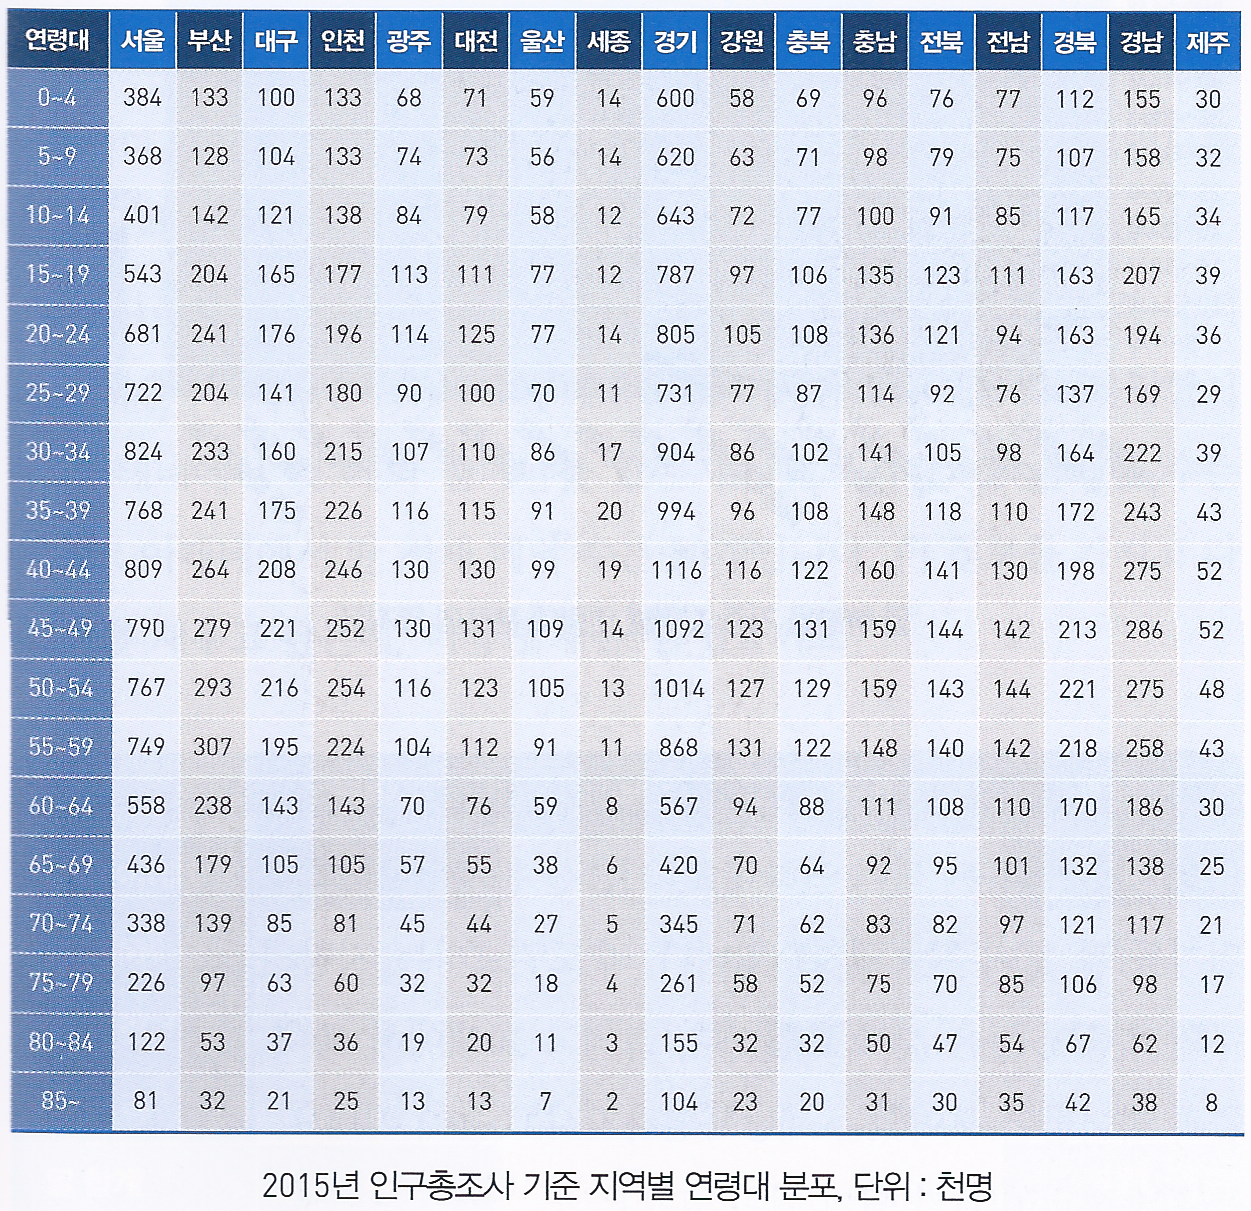 연령대 서울 부산 대구 인천 광주 대전 울산 세종 경기 강원 충북 충남 전북 전남 경북 경남 제주
0~4 384 133 100 133 68 71 59 14 600 58 69 96 76 77 112 155 30
5~9 368 128 104 133 74 73 56 14 620 63 71 98 79 75 107 158 32
10~14 401 142 121 138 84 79 58 12 643 72 77 100 91 85 117 165 34
15~19 543 204 165 177 113 111 77 12 787 97 106 135 123 111 163 207 39
20~24 681 241 176 196 114 125 77 14 805 105 108 136 121 94 163 194 36
25~29 722 204 141 180 90 100 70 11 731 77 87 114 92 76 137 169 29
30~34 824 233 160 215 107 110 86 17 904 86 102 141 105 98 164 222 39
35~39 768 241 175 226 116 115 91 20 994 96 108 148 118 110 172 243 43
40~44 809 264 208 246 130 130 99 19 1116 116 122 160 141 130 198 275 52
45~49 790 279 221 252 130 131 109 14 1092 123 131 159 144 142 213 286 52
50~54 767 293 216 254 116 123 105 13 1014 127 129 159 143 144 221 275 48
55~59 749 307 195 224 104 112 91 11 868 131 122 148 140 142 218 258 43
60~64 558 238 143 143 70 76 59 8 567 94 88 111 108 110 170 186 30
65~69 436 179 105 105 57 55 38 6 420 70 64 92 95 101 132 138 25
70~74 338 139 85 81 45 44 27 5 345 71 62 83 82 97 121 117 21
75~79 226 97 63 60 32 32 18 4 261 58 52 75 70 85 106 98 17
80~84 122 53 37 36 19 20 11 3 155 32 32 50 47 54 67 62 12
85~ 81 32 21 25 13 13 7 2 104 23 20 31 30 35 42 38 8
2015년 인구총조사 기준 지역별 연령대 분포, 단위 : 천명